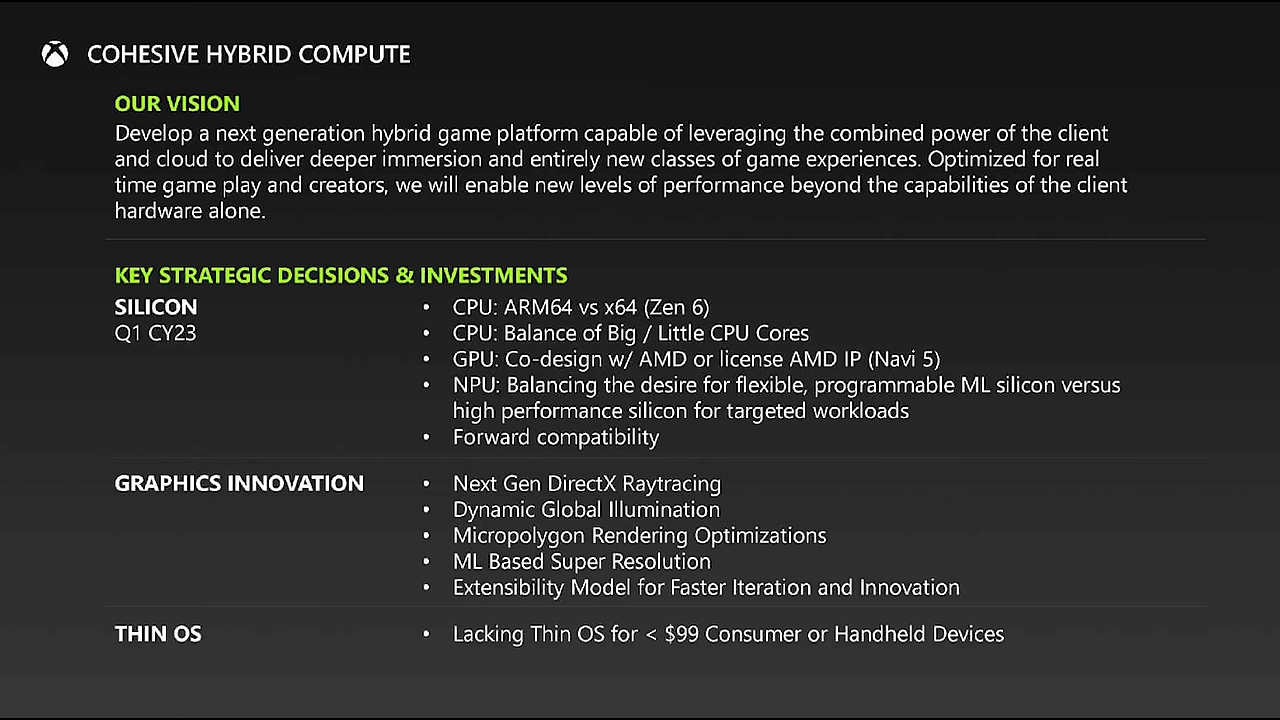 COHESIVE HYBRID COMPUTE
OUR VISION
Develop a next generation hybrid game platform capable of leveraging the combined power of the client
and cloud to deliver deeper immersion and entirely new classes of game experiences. Optimized for real
time game play and creators, we will enable new levels of performance beyond the capabilities of the client
hardware alone.
KEY STRATEGIC DECISIONS & INVESTMENTS
SILICON
Q1 CY23
• CPU: ARM64 vs x64 (Zen 6)
• CPU: Balance of Big / Little CPU Cores
• GPU: Co-design w/ AMD or license AMD IP (Navi 5)
• NPU: Balancing the desire for flexible, programmable ML silicon versus
high performance silicon for targeted workloads
• Forward compatibility
GRAPHICS INNOVATION
• Next Gen DirectX Raytracing
• Dynamic Global Illumination
• Micropolygon Rendering Optimizations
• ML Based Super Resolution
• Extensibility Model for Faster Iteration and Innovation
THIN OS
• Lacking Thin OS for < $99 Consumer or Handheld Devices